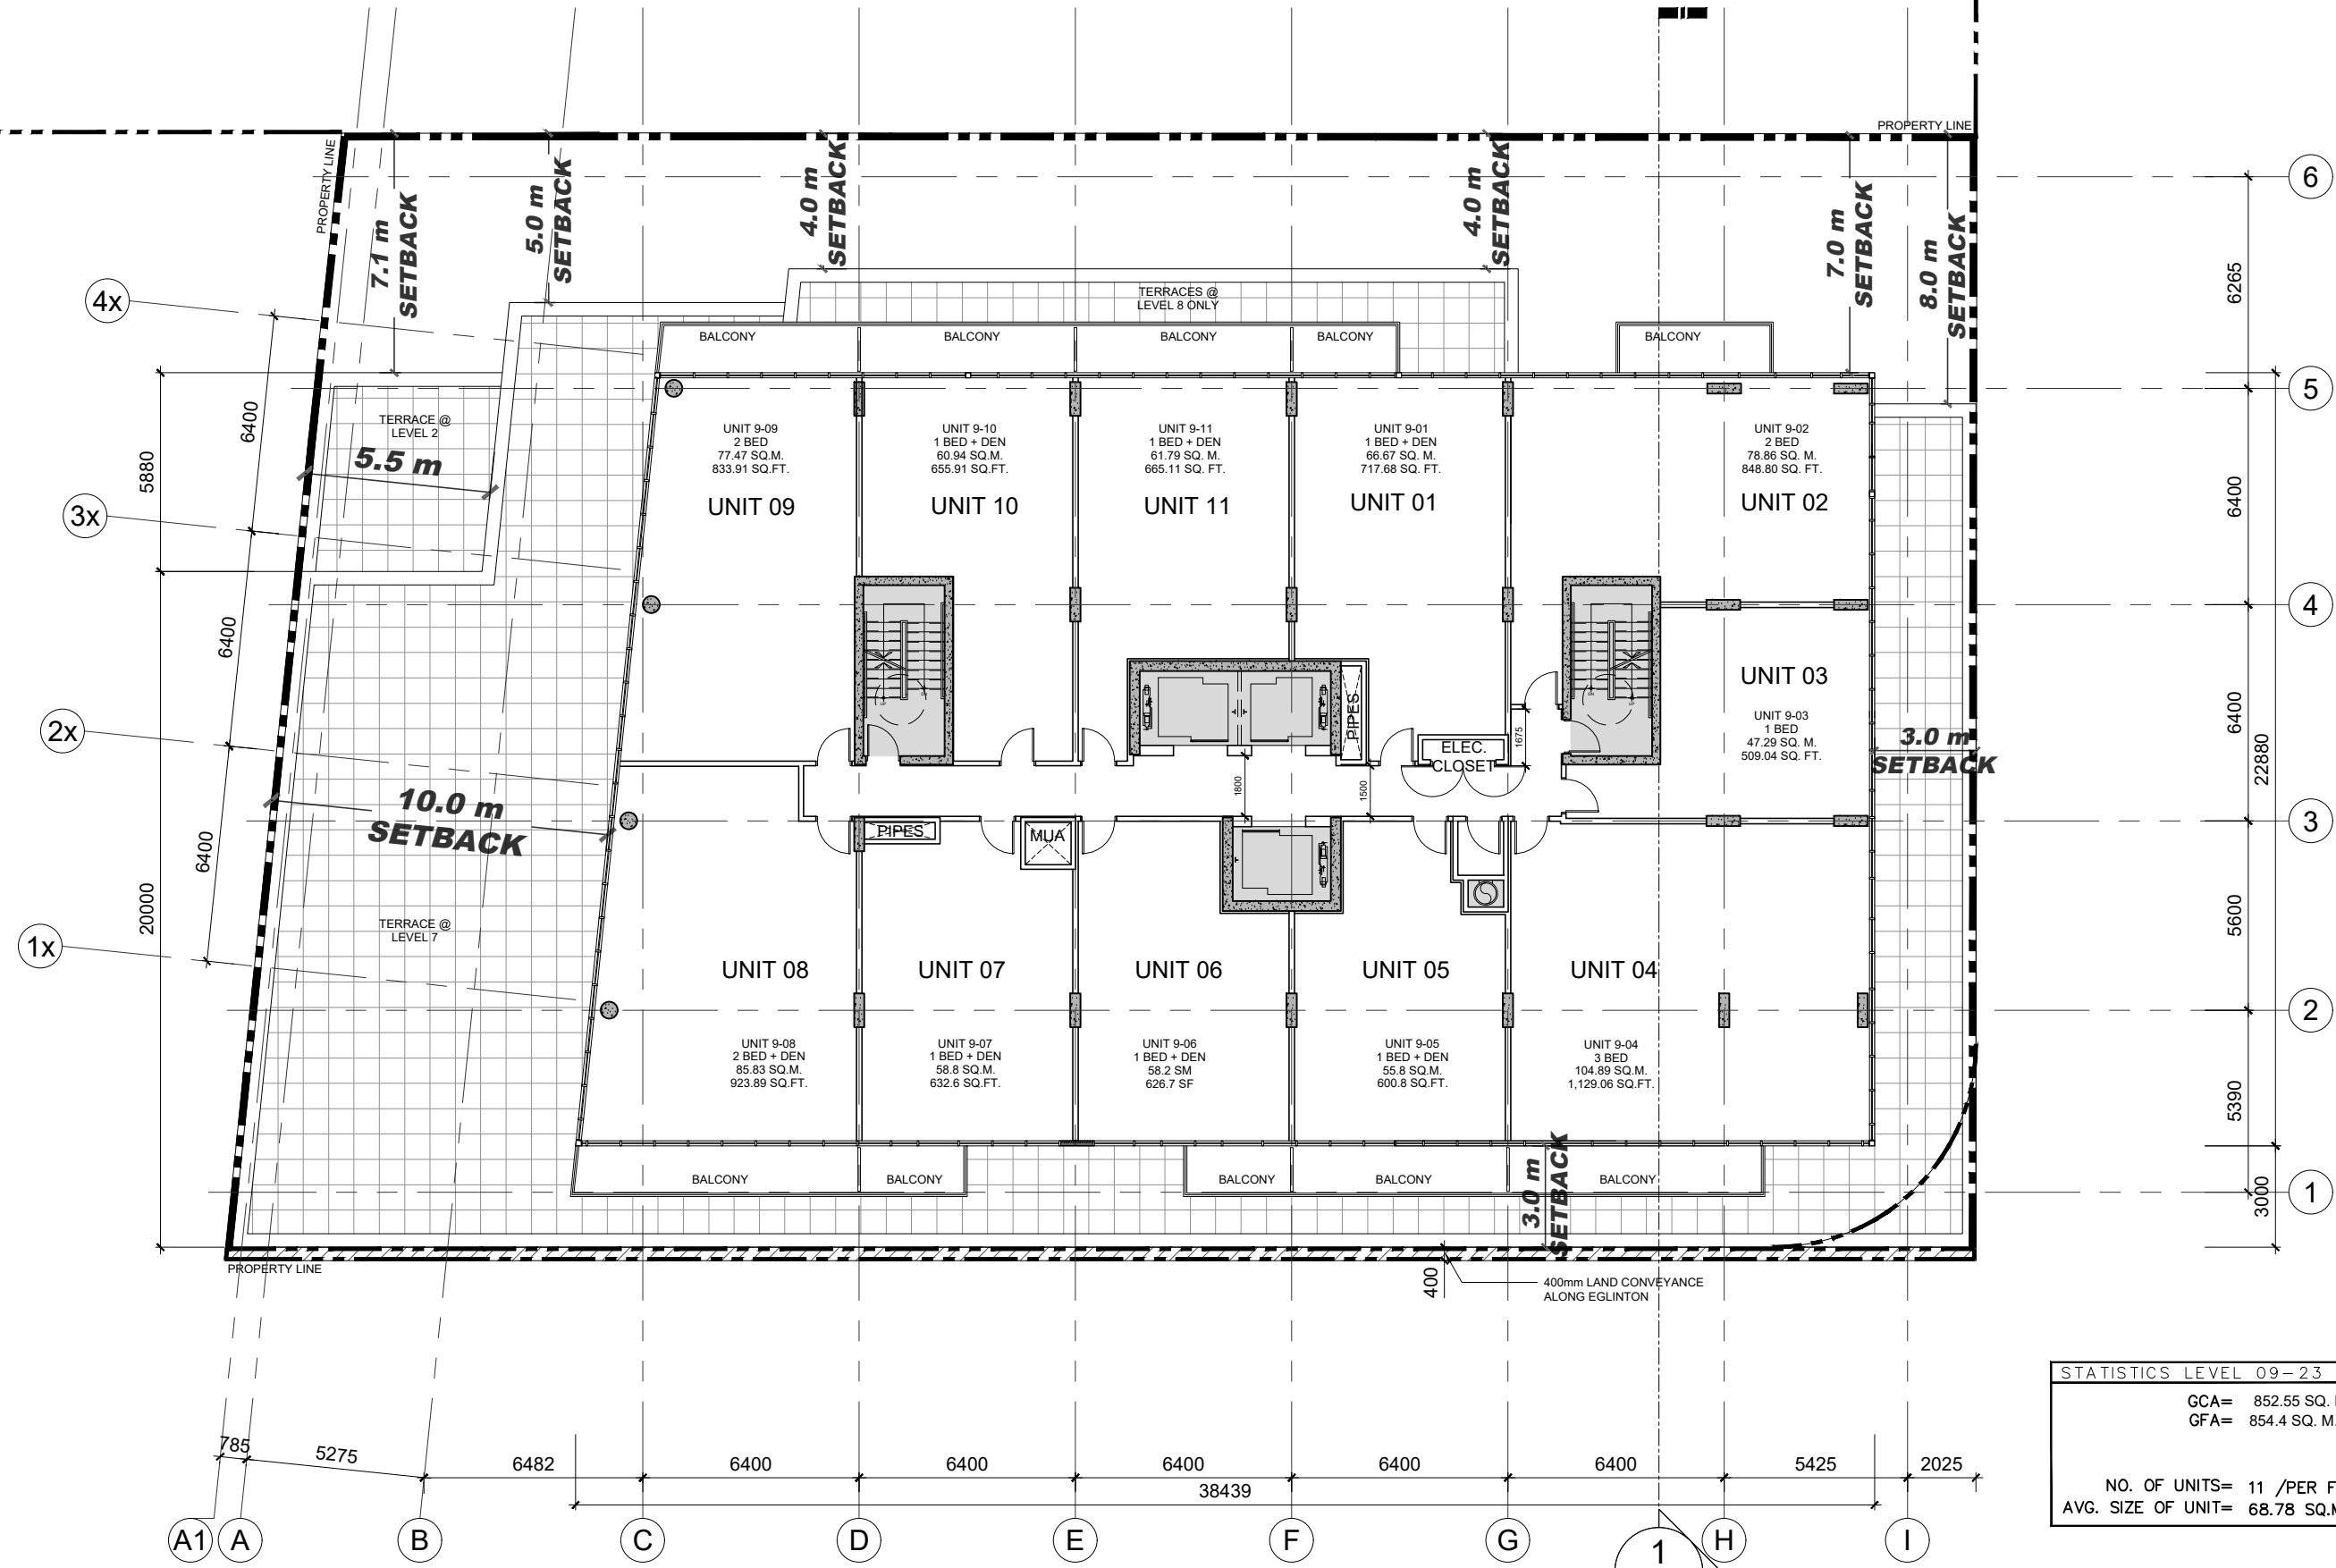 PROPERTY LINE
PROPERTY LINE
7.1 m
SETBACK
5.0 m
SETBACK
4.0 m
SETBACK
4.0 m
SETBACK
7.0 m
SETBACK
8.0 m
SETBACK
6
6265
4x
TERRACES @
LEVEL 8 ONLY
BALCONY
BALCONY
BALCONY
BALCONY
BALCONY
5
6400
5880
TERRACE @
LEVEL 2
5.5 m
UNIT 9-09
2 BED
77.47 SQ.M.
833.91 SQ.FT.
UNIT 09
UNIT 9-10
1 BED + DEN
60.94 SQ.M.
655.91 SQ.FT.
UNIT 10
UNIT 9-11
1 BED + DEN
61.79 SQ. M.
665.11 SQ. FT.
UNIT 11
UNIT 9-01
1 BED + DEN
66.67 SQ. M.
717.68 SQ. FT.
UNIT 01
UNIT 9-02
2 BED
78.86 SQ. M.
848.80 SQ. FT.
UNIT 02
6400
3x
4
6400
UNIT 03
UNIT 9-03
1 BED
47.29 SQ. M.
509.04 SQ. FT.
6400
2x
PIPES
ELEC.
CLOSET
1675
1800
1500
3.0 m
SETBACK
22880
10.0 m
SETBACK
6400
PIPES
MUA
3
20000
TERRACE @
LEVEL 7
5600
1x
UNIT 08
UNIT 07
UNIT 06
UNIT 05
UNIT 04
2
UNIT 9-08
2 BED + DEN
85.83 SQ.M.
923.89 SQ.FT.
UNIT 9-07
1 BED + DEN
58.8 SQ.M.
632.6 SQ.FT.
UNIT 9-06
1 BED + DEN
58.2 SM
626.7 SF
UNIT 9-05
1 BED + DEN
55.8 SQ.M.
600.8 SQ.FT.
UNIT 9-04
3 BED
104.89 SQ.M.
1,129.06 SQ.FT.
5390
BALCONY
BALCONY
BALCONY
BALCONY
BALCONY
3.0 m
SETBACK
1
3000
PROPERTY LINE
400
400mm LAND CONVEYANCE
ALONG EGLINTON
STATISTICS LEVEL 09-23
GCA= 852.55 SQ.
GFA= 854.4 SQ. M.
NO. OF UNITS= 11 /PER
AVG. SIZE OF UNIT= 68.78
785
5275
6482
6400
6400
6400
6400
6400
5425
2025
38439
A1
A
B
C
D
E
F
G
1
H
I